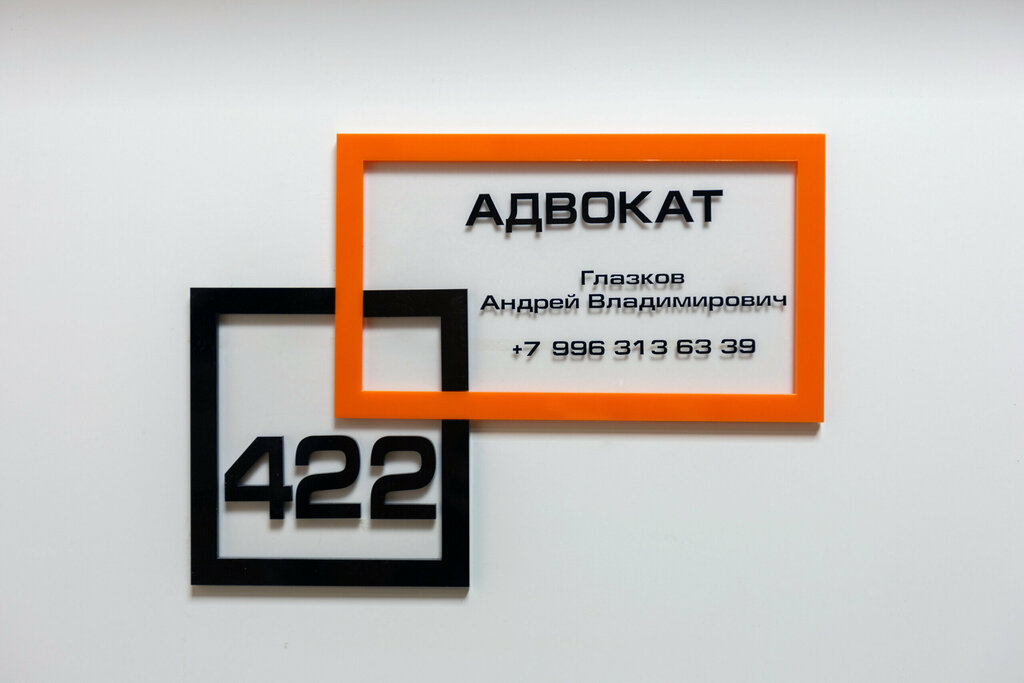 АДВОКАТ
Глазков
Андрей Владимирович
+7 996 313 63 39
422